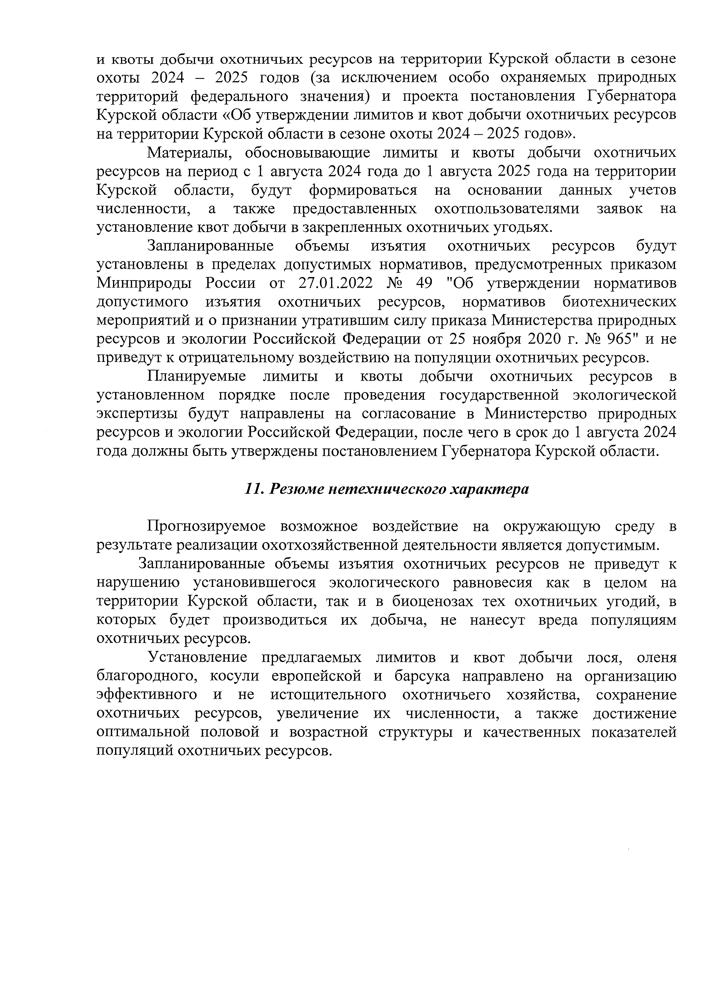 и квоты добычи охотничьих ресурсов на территории Курской области в сезоне
охоты 2024 – 2025 годов (за исключением особо охраняемых природных
территорий федерального значения) и проекта постановления Губернатора
Курской области «Об утверждении лимитов и квот добычи охотничьих ресурсов
на территории Курской области в сезоне охоты 2024 – 2025 годов».
Материалы, обосновывающие лимиты и квоты добычи охотничьих
ресурсов на период с 1 августа 2024 года до 1 августа 2025 года на территории
Курской области, будут формироваться на основании данных учетов
численности, а также предоставленных охотпользователями заявок на
установление квот добычи в закрепленных охотничьих угодьях.
Запланированные объемы изъятия охотничьих ресурсов будут
установлены в пределах допустимых нормативов, предусмотренных приказом
Минприроды России от 27.01.2022 № 49 "Об утверждении нормативов
допустимого изъятия охотничьих ресурсов, нормативов биотехнических
мероприятий и о признании утратившим силу приказа Министерства природных
ресурсов и экологии Российской Федерации от 25 ноября 2020 г. № 965" и не
приведут к отрицательному воздействию на популяции охотничьих ресурсов.
Планируемые лимиты и квоты добычи охотничьих ресурсов в
установленном порядке после проведения государственной экологической
экспертизы будут направлены на согласование в Министерство природных
ресурсов и экологии Российской Федерации, после чего в срок до 1 августа 2024
года должны быть утверждены постановлением Губернатора Курской области.
11. Резюме нетехнического характера
Прогнозируемое возможное воздействие на окружающую среду в
результате реализации охотхозяйственной деятельности является допустимым.
Запланированные объемы изъятия охотничьих ресурсов не приведут к
нарушению установившегося экологического равновесия как в целом на
территории Курской области, так и в биоценозах тех охотничьих угодий, в
которых будет производиться их добыча, не нанесут вреда популяциям
охотничьих ресурсов.
Установление предлагаемых лимитов и квот добычи лося, оленя
благородного, косули европейской и барсука направлено на организацию
эффективного и не истощительного охотничьего хозяйства, сохранение
охотничьих ресурсов, увеличение их численности, а также достижение
оптимальной половой и возрастной структуры и качественных показателей
популяций охотничьих ресурсов.